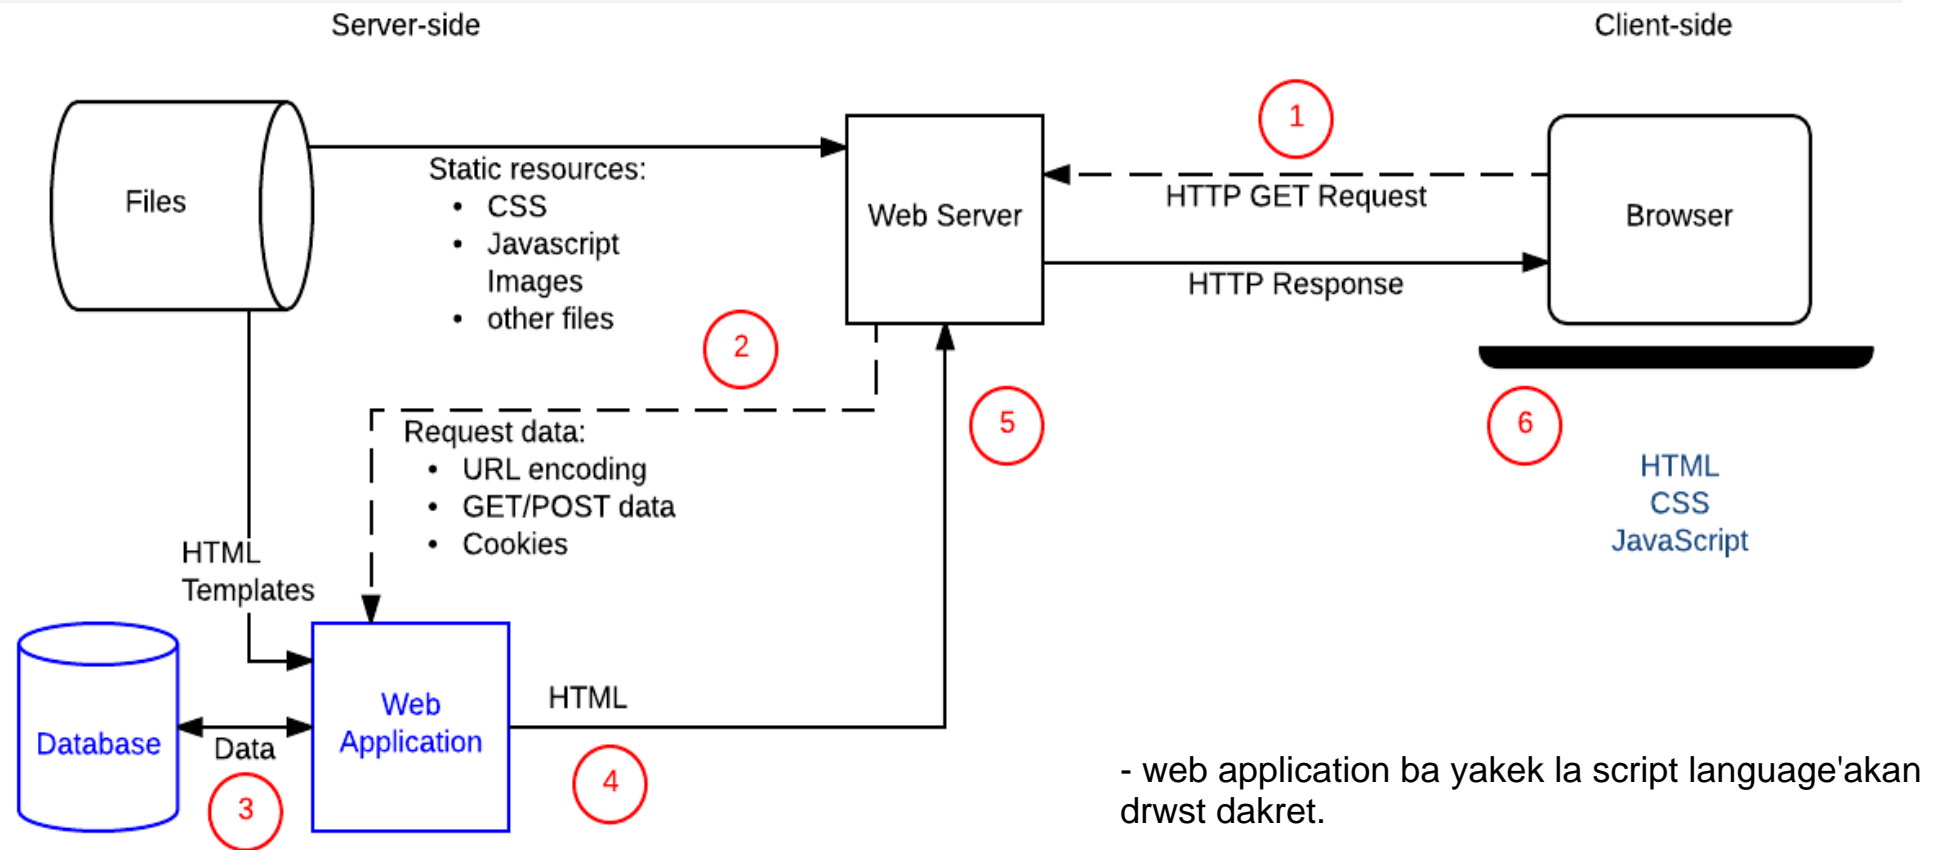 Server-side
Client-side
Files
Static resources:
• CSS
• Javascript
Images
• other files
Web Server
1
HTTP GET Request
HTTP Response
Browser
2
Request data:
• URL encoding
• GET/POST data
• Cookies
5
6
HTML
CSS
JavaScript
HTML
Templates
Database
Data
3
Web
Application
HTML
4
- web application ba yakek la script language'akan
drwst dakret.